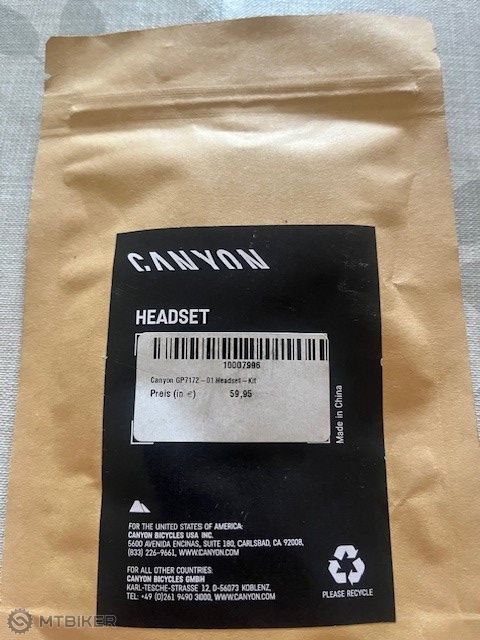 CANYON
HEADSET
10007996
Canyon GP7172 - 01 Headset - Kit
Preis (in €) 59,95
Made in China
FOR THE UNITED STATES OF AMERICA:
CANYON BICYCLES USA INC.
5600 AVENIDA ENCINAS, SUITE 180, CARLSBAD, CA 92008,
(833) 226-9661, WWW.CANYON.COM
FOR ALL OTHER COUNTRIES:
CANYON BICYCLES GMBH
KARL-TESCHE-STRASSE 12, D-56073 KOBLENZ,
TEL: +49 (0)261 9490 3000, WWW.CANYON.COM
PLEASE RECYCLE
MTBIKER